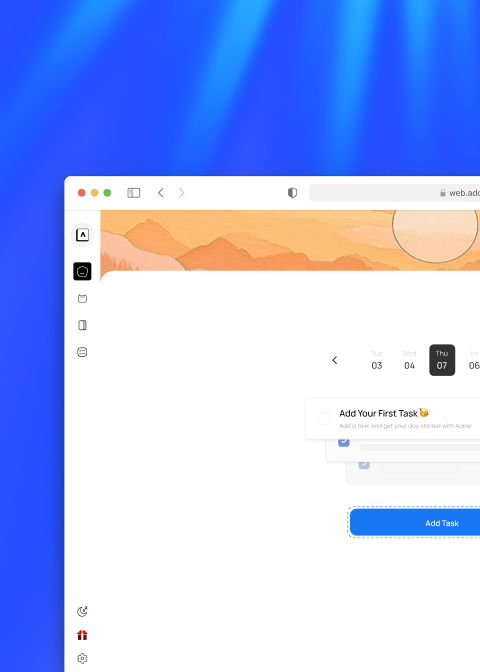 web.ado
Tue Wed Thu Fri
03 04 07 06
Add Your First Task
Add a task and get your day started with Adoer
Add Task